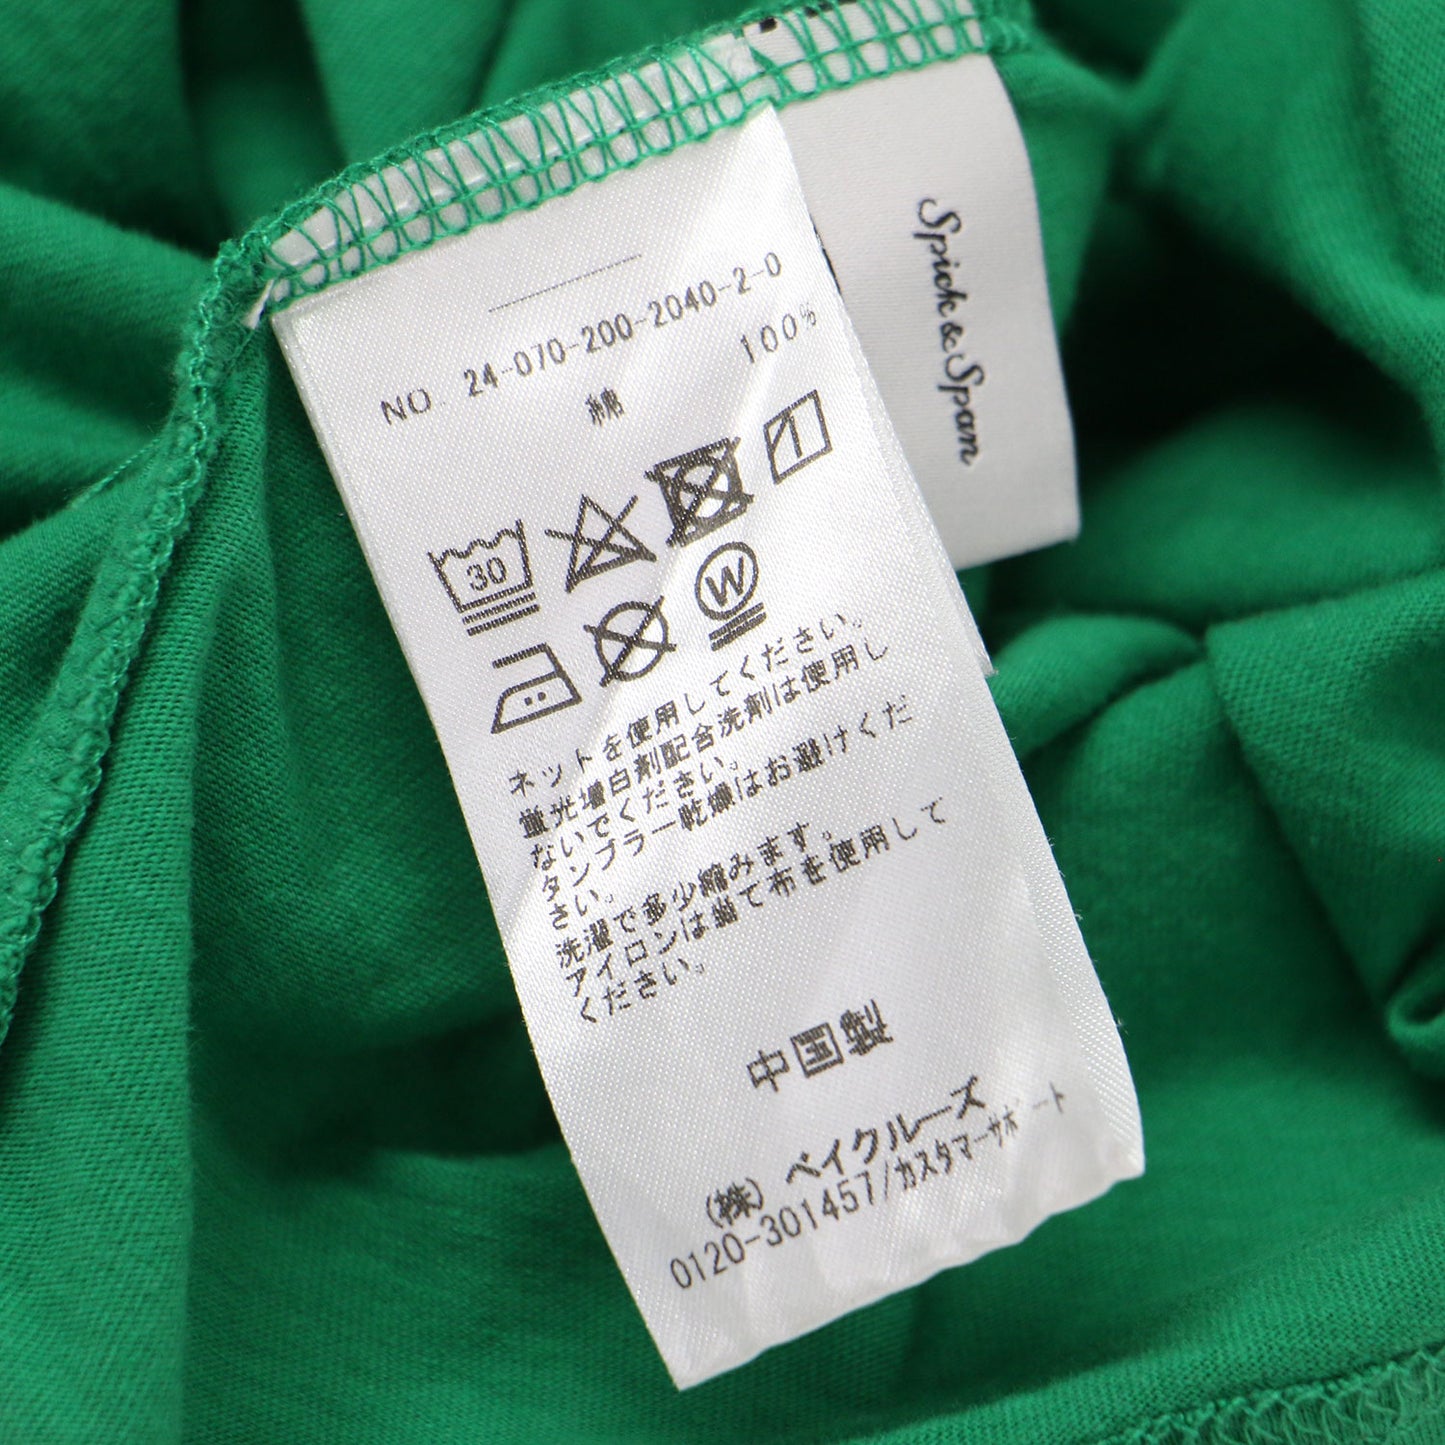 NO. 24-070-200-2040-2-0
綿 100%
30
W
ネットを使用してください。
蛍光増白剤配合洗剤は使用し
ないでください。
タンブラー乾燥はお避けくだ
さい。
洗濯で多少縮みます。
アイロンは当て布を使用して
ください。
中国製
(株) ベイクルーズ
0120-301457/カスタマーサポート
Spick & Span